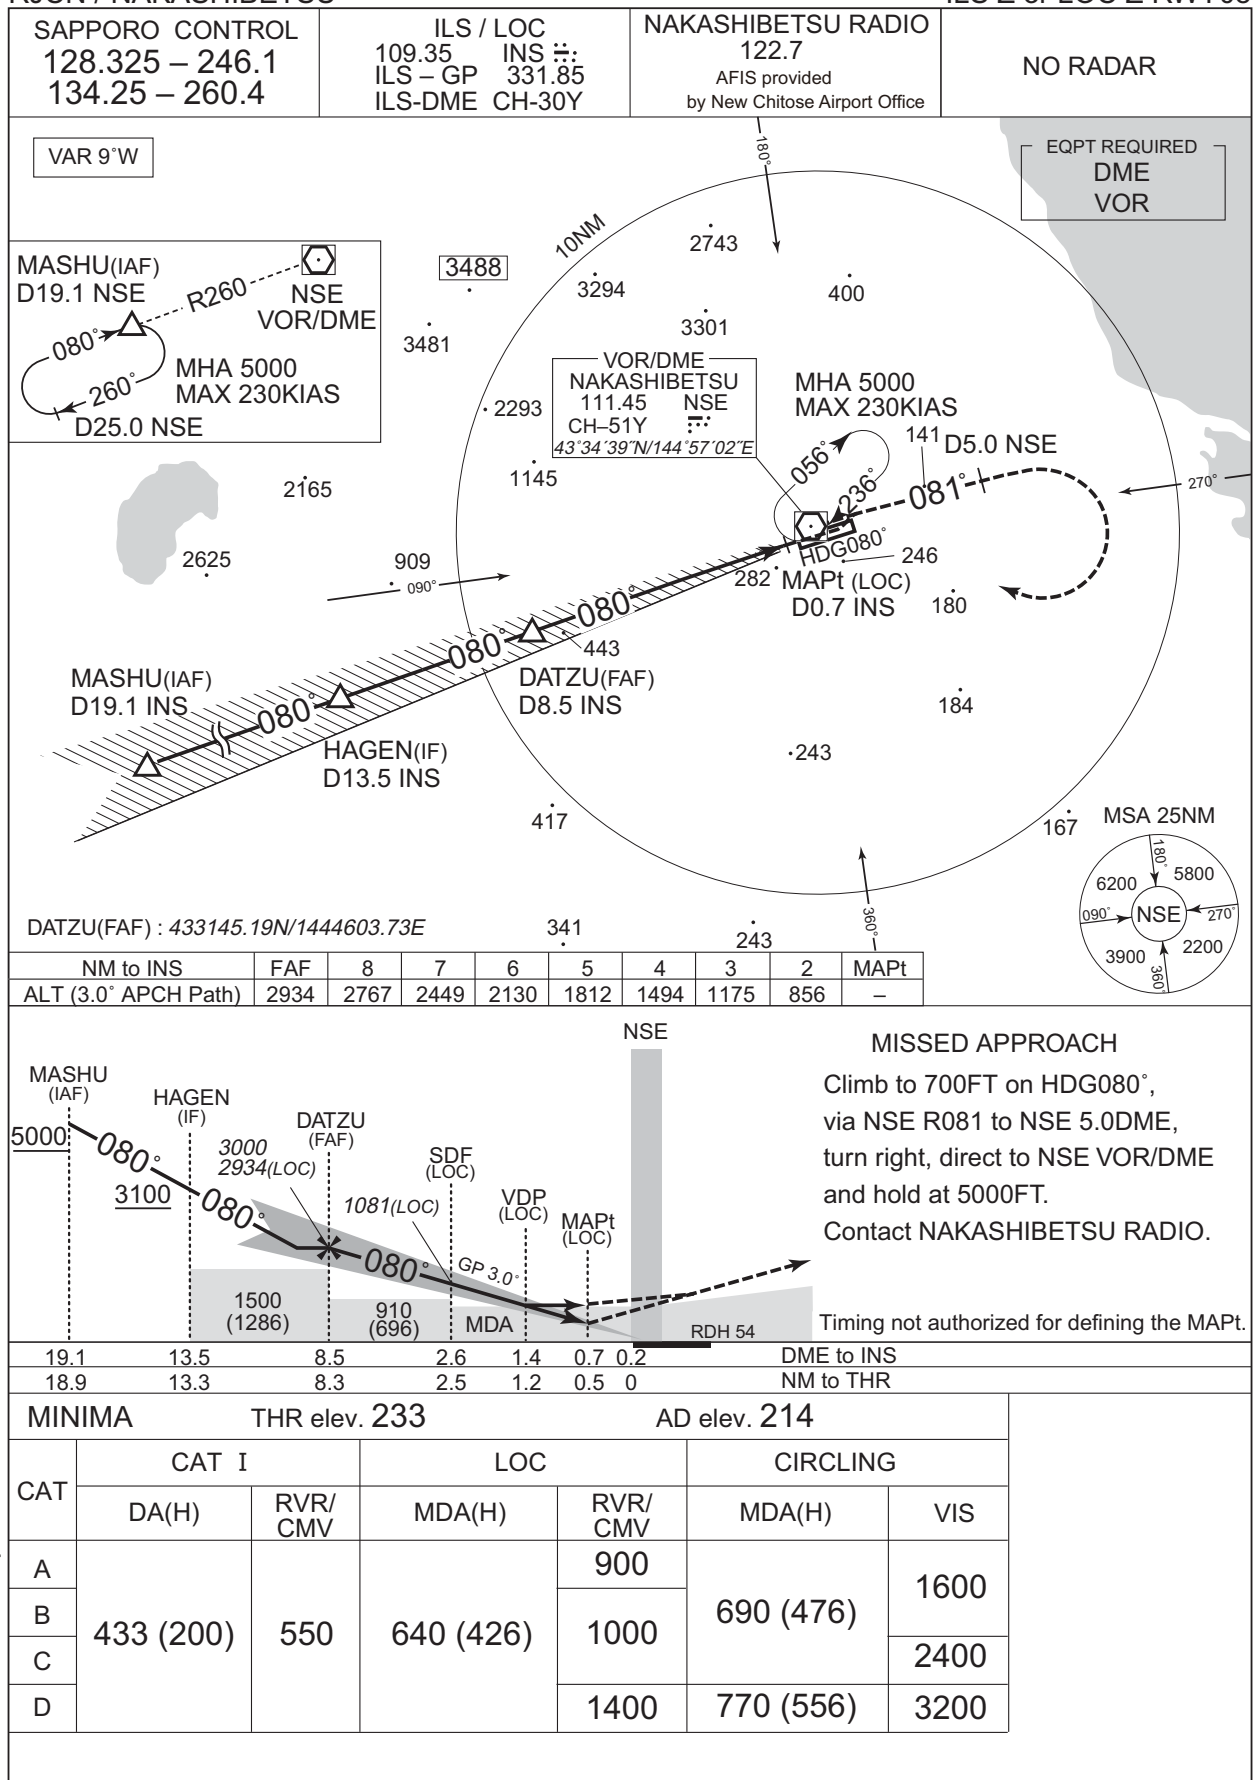 RJCN / NAKASHIBETSU
SAPPORO CONTROL
128.325 – 246.1
134.25 – 260.4
ILS / LOC
109.35 INS
ILS – GP 331.85
ILS-DME CH-30Y
NAKASHIBETSU RADIO
122.7
AFIS provided
by New Chitose Airport Office
NO RADAR
VAR 9˚W
EQPT REQUIRED
DME
VOR
180˚
10NM
MASHU(IAF)
D19.1 NSE
R260
NSE
VOR/DME
080˚
260˚
MHA 5000
MAX 230KIAS
D25.0 NSE
3488
2743
3294
400
3481
3301
VOR/DME
NAKASHIBETSU
111.45 NSE
CH–51Y
43˚34´39˝N/144˚57´02˝E
2293
1145
MHA 5000
MAX 230KIAS
056˚
236˚
141
D5.0 NSE
081˚
270˚
2165
2625
909
090˚
HDG080˚
246
282
MAPt (LOC)
D0.7 INS
180
080˚
443
080˚
DATZU(FAF)
D8.5 INS
MASHU(IAF)
D19.1 INS
080˚
HAGEN(IF)
D13.5 INS
184
243
417
167
MSA 25NM
180˚
6200
5800
090˚
NSE
270˚
3900
2200
360˚
360˚
DATZU(FAF) : 433145.19N/1444603.73E
341
243
NM to INS FAF 8 7 6 5 4 3 2 MAPt
ALT (3.0˚ APCH Path) 2934 2767 2449 2130 1812 1494 1175 856 –
NSE
MASHU
(IAF)
HAGEN
(IF)
DATZU
(FAF)
SDF
(LOC)
VDP
(LOC)
MAPt
(LOC)
5000
080˚
3100
080˚
3000
2934(LOC)
1081(LOC)
080˚
GP 3.0˚
1500
(1286)
910
(696)
MDA
RDH 54
MISSED APPROACH
Climb to 700FT on HDG080˚,
via NSE R081 to NSE 5.0DME,
turn right, direct to NSE VOR/DME
and hold at 5000FT.
Contact NAKASHIBETSU RADIO.
Timing not authorized for defining the MAPt.
19.1 13.5 8.5 2.6 1.4 0.7 0.2 DME to INS
18.9 13.3 8.3 2.5 1.2 0.5 0 NM to THR
MINIMA THR elev. 233 AD elev. 214
CAT
CAT I
LOC
CIRCLING
DA(H)
RVR/
CMV
MDA(H)
RVR/
CMV
MDA(H)
VIS
A
B
C
D
433 (200)
550
640 (426)
900
1000
1400
690 (476)
770 (556)
1600
2400
3200